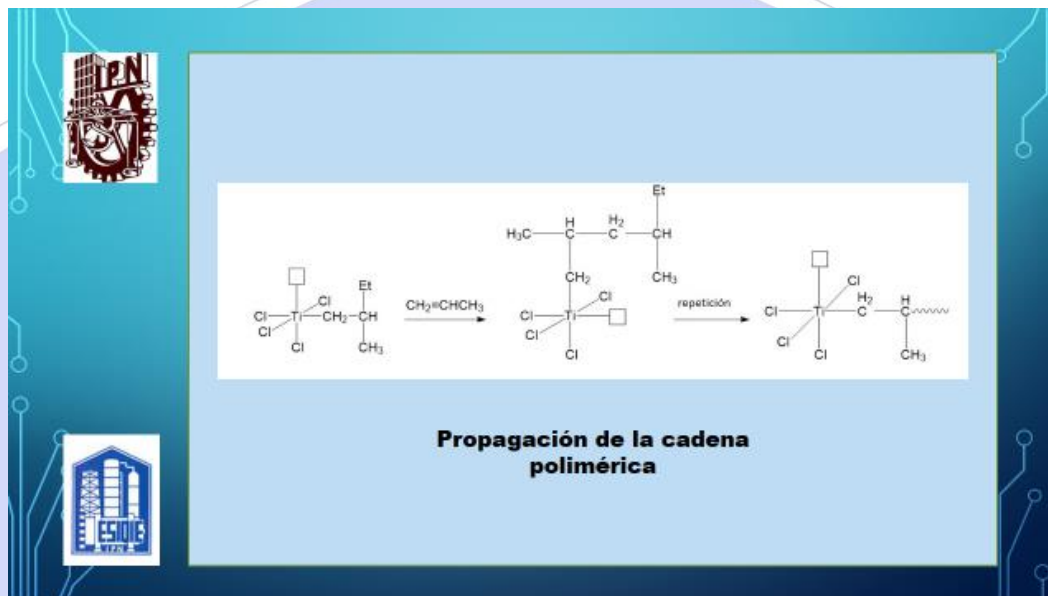 I.P.N
Et
H
H₂
H₃C
C
C
CH
CH₂
CH₃
Et
Cl
Cl
Ti
CH₂
CH
Cl
Cl
CH₃
CH₂=CHCH₃
Cl
Cl
Ti
Cl
Cl
repetición
Cl
H₂
H
Cl
Ti
C
C
Cl
Cl
CH₃
Propagación de la cadena
polimérica
ESIQIE
I.P.N